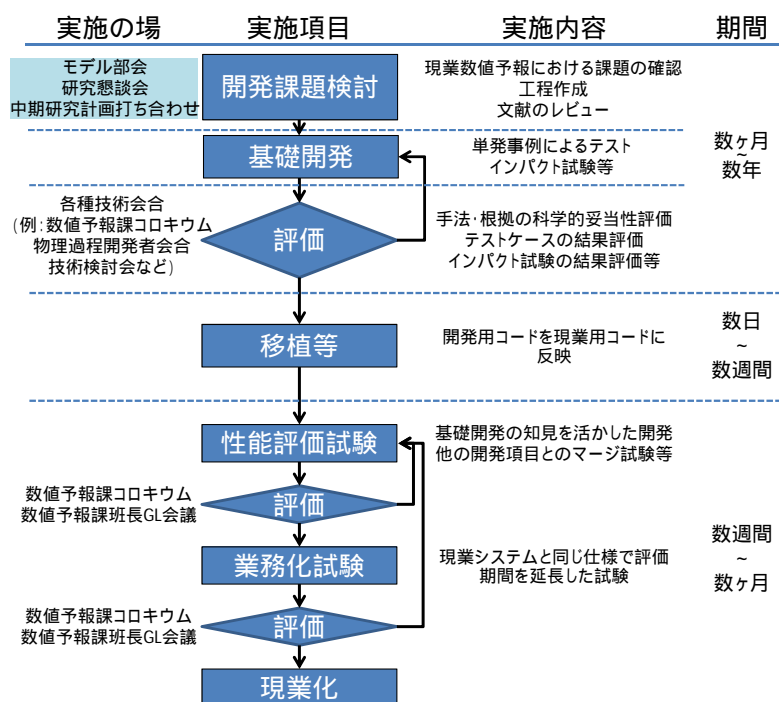 実施の場 実施項目 実施内容 期間
モデル部会
研究懇談会
中期研究計画打ち合わせ
開発課題検討
現業数値予報における課題の確認
工程作成
文献のレビュー
基礎開発
単発事例によるテスト
インパクト試験等
数ヶ月
~
数年
各種技術会合
(例:数値予報課コロキウム
物理過程開発者会合
技術検討会など)
評価
手法・根拠の科学的妥当性評価
テストケースの結果評価
インパクト試験の結果評価等
移植等
開発用コードを現業用コードに
反映
数日
~
数週間
性能評価試験
基礎開発の知見を活かした開発
他の開発項目とのマージ試験等
数値予報課コロキウム
数値予報課班長GL会議
評価
業務化試験
現業システムと同じ仕様で評価
期間を延長した試験
数週間
~
数ヶ月
数値予報課コロキウム
数値予報課班長GL会議
評価
現業化